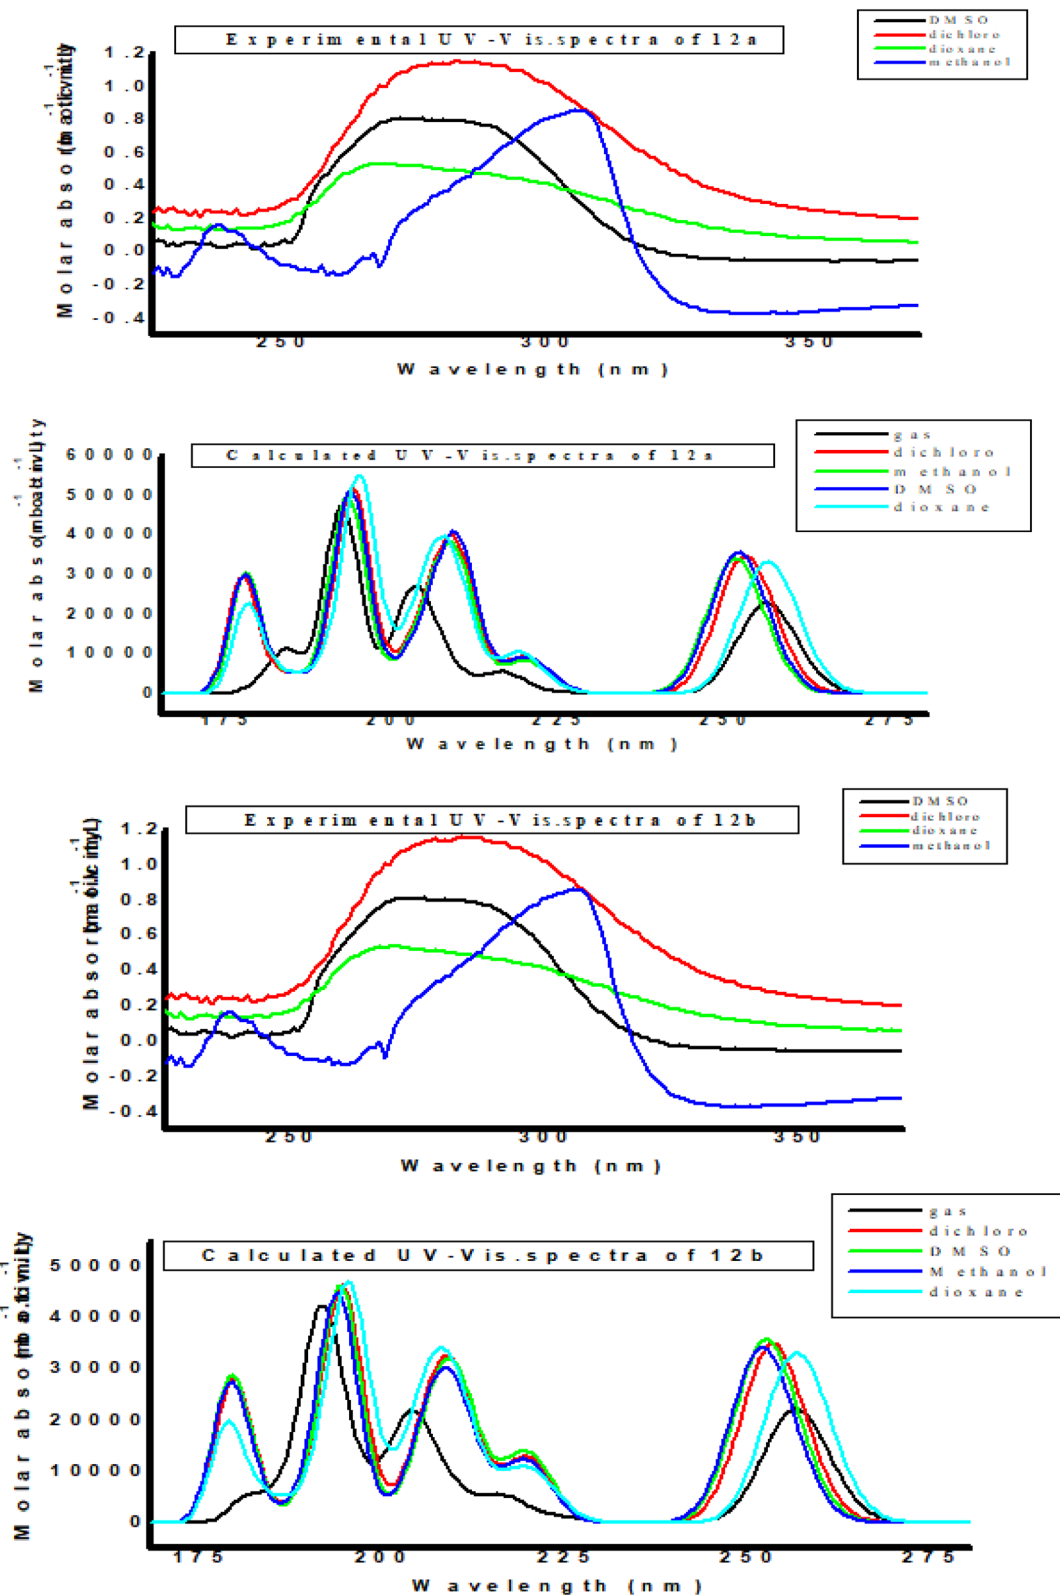 Experimental UV-Vis.spectra of 12a
DMSO
dichloro
dioxane
methanol
1.2
1.0
0.8
0.6
0.4
0.2
0.0
-0.2
-0.4
250 300 350
Wavelength (nm)
Calculated UV-Vis.spectra of 12a
gas
dichloro
methanol
DMSO
dioxane
60000
50000
40000
30000
20000
10000
0
175 200 225 250 275
Wavelength (nm)
Experimental UV-Vis.spectra of 12b
DMSO
dichloro
dioxane
methanol
1.2
1.0
0.8
0.6
0.4
0.2
0.0
-0.2
-0.4
250 300 350
Wavelength (nm)
Calculated UV-Vis.spectra of 12b
gas
dichloro
DMSO
Methanol
dioxane
50000
40000
30000
20000
10000
0
175 200 225 250 275
Wavelength (nm)
Molar
Molar
Molar
Molar